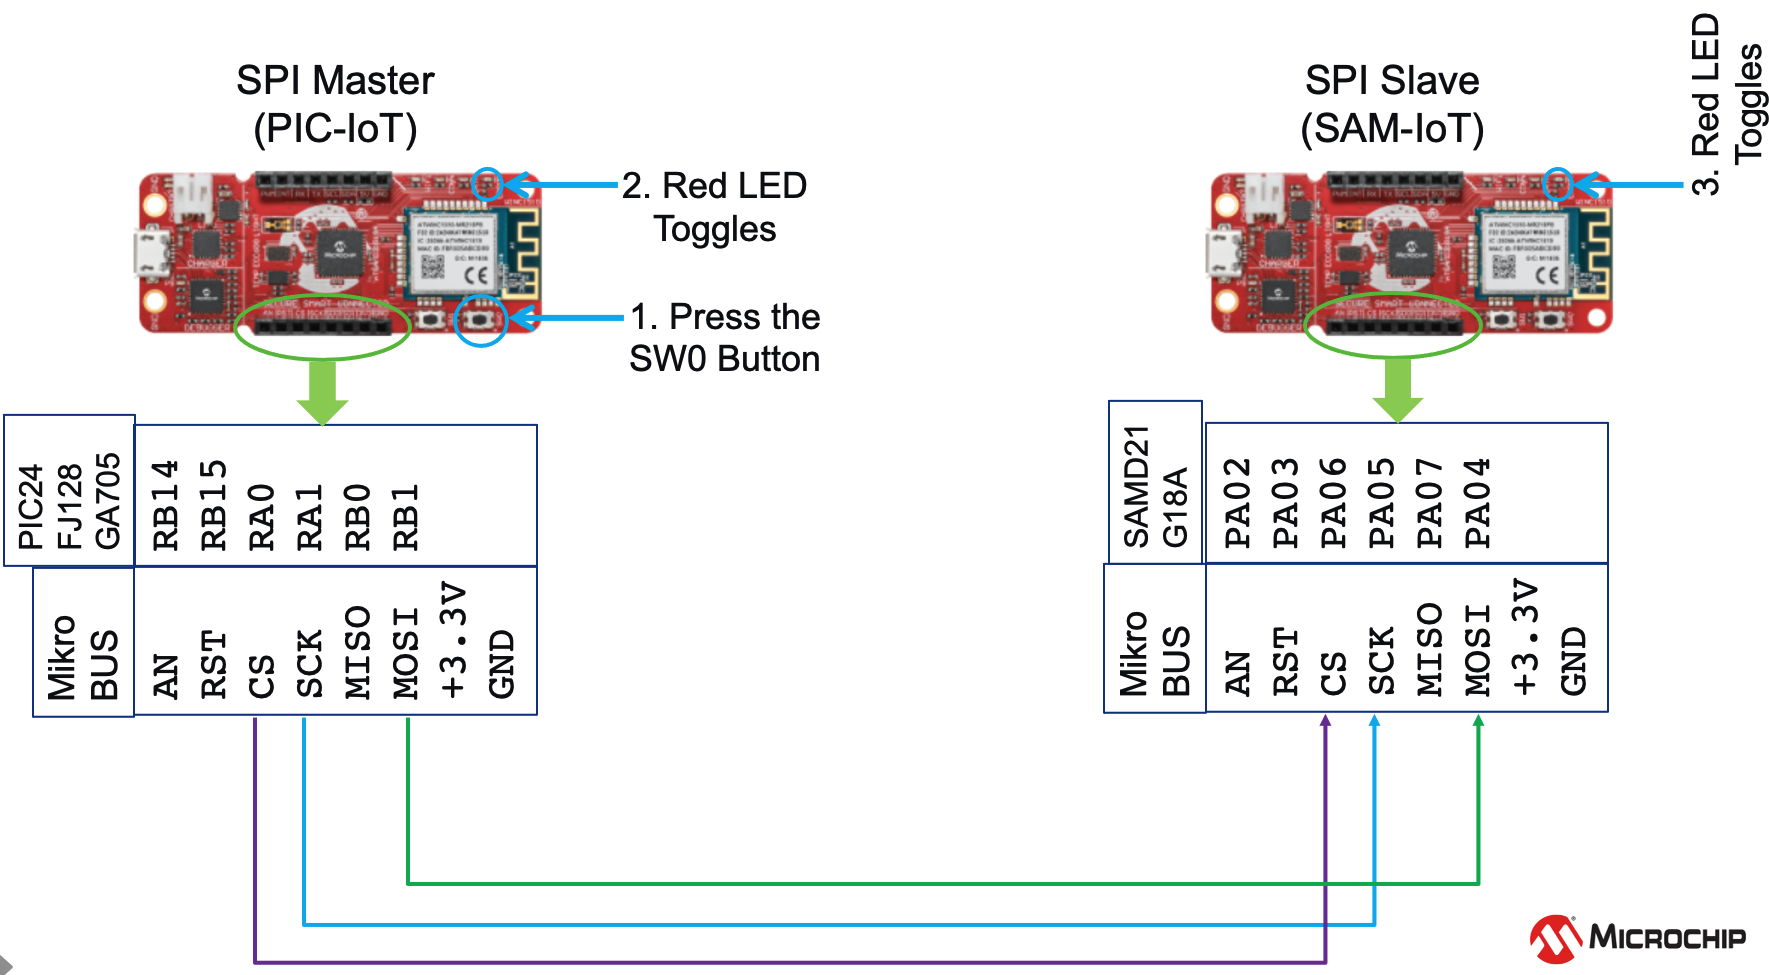 SPI Master
(PIC-IoT)
SPI Slave
(SAM-IoT)
3. Red LED
Toggles
2. Red LED
Toggles
1. Press the
SW0 Button
PIC24
FJ128
GA705
RB14
RB15
RA0
RA1
RB0
RB1
Mikro
BUS
AN
RST
CS
SCK
MISO
MOSI
+3.3V
GND
SAMD21
G18A
PA02
PA03
PA06
PA05
PA07
PA04
Mikro
BUS
AN
RST
CS
SCK
MISO
MOSI
+3.3V
GND
MICROCHIP